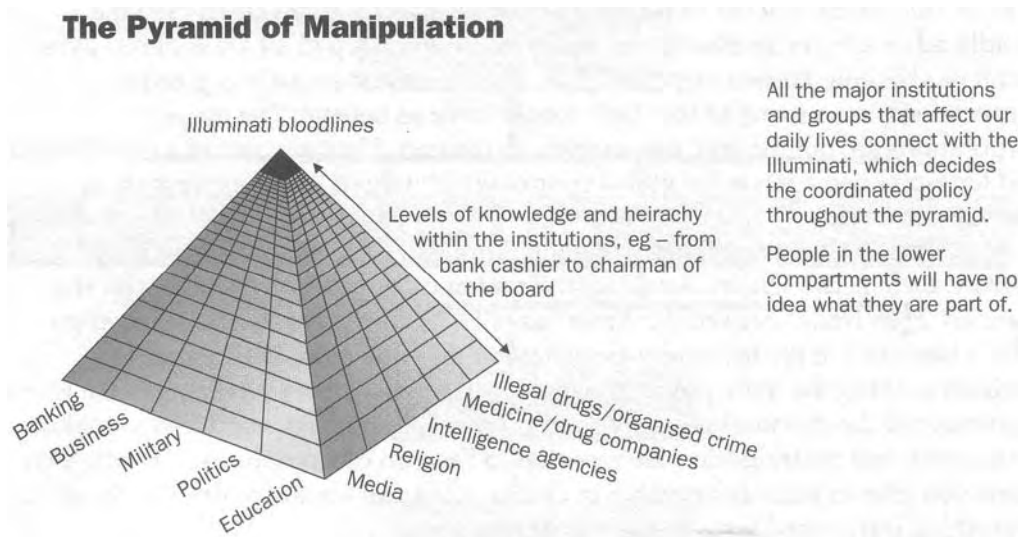 The Pyramid of Manipulation
Illuminati bloodlines
Levels of knowledge and heirachy
within the institutions, eg – from
bank cashier to chairman of
the board
All the major institutions
and groups that affect our
daily lives connect with the
Illuminati, which decides
the coordinated policy
throughout the pyramid.
People in the lower
compartments will have no
idea what they are part of.
Banking
Business
Military
Politics
Education
Media
Religion
Intelligence agencies
Medicine/drug companies
Illegal drugs/organised crime